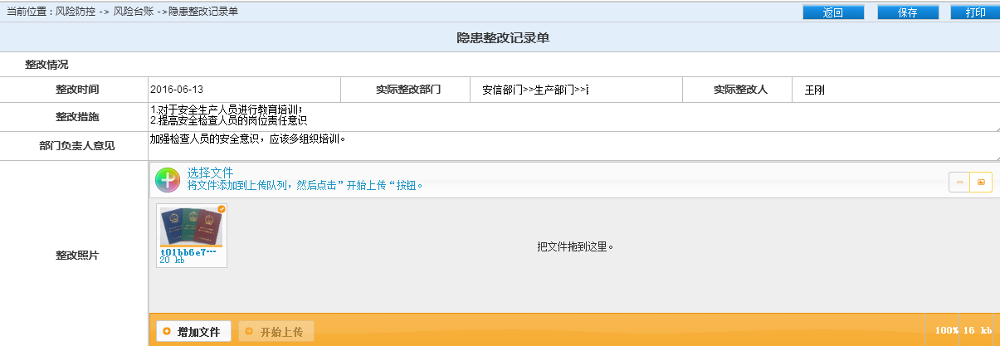 当前位置：风险防控 -> 风险台账 ->隐患整改记录单
返回 保存 打印
隐患整改记录单
整改情况
整改时间 2016-06-13 实际整改部门 安信部门>>生产部门>> 实际整改人 王刚
整改措施 1.对于安全生产人员进行教育培训；
2.提高安全检查人员的岗位责任意识
部门负责人意见 加强检查人员的安全意识，应该多组织培训。
选择文件
将文件添加到上传队列，然后点击”开始上传“按钮。
t01bb6e7…
20 kb
把文件拖到这里。
整改照片
增加文件 开始上传 100% 16 kb